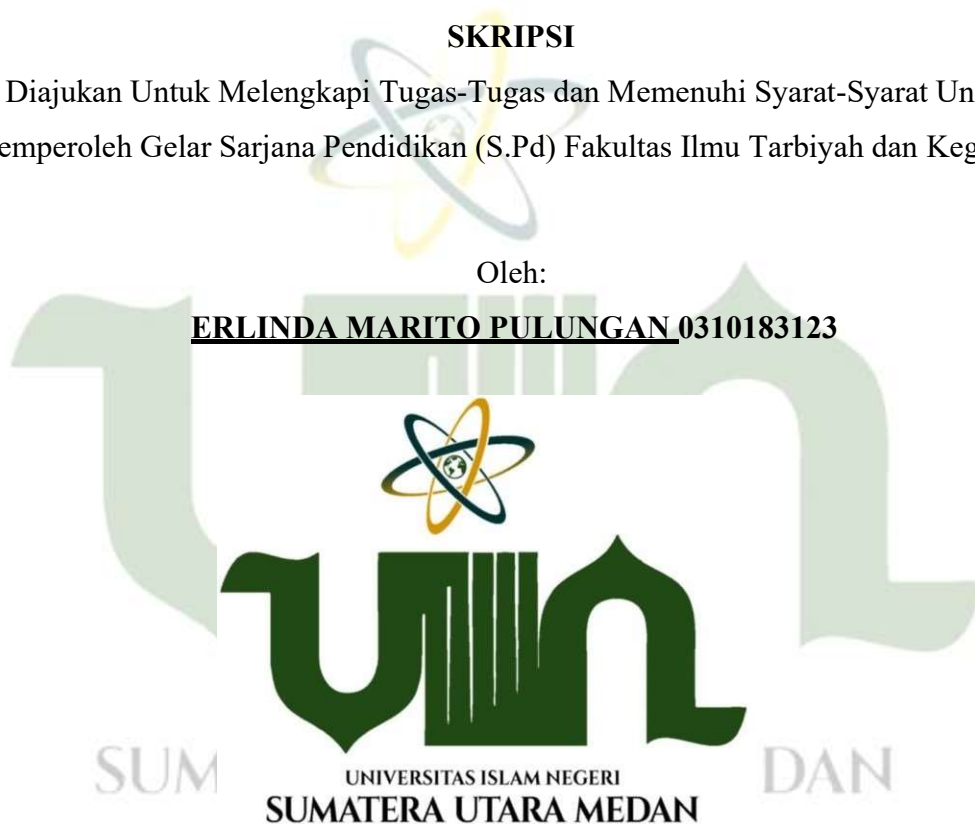 SKRIPSI
Diajukan Untuk Melengkapi Tugas-Tugas dan Memenuhi Syarat-Syarat Un
emperoleh Gelar Sarjana Pendidikan (S.Pd) Fakultas Ilmu Tarbiyah dan Keg
Oleh:
ERLINDA MARITO PULUNGAN 0310183123
UIN
SUM DAN
UNIVERSITAS ISLAM NEGERI
SUMATERA UTARA MEDAN